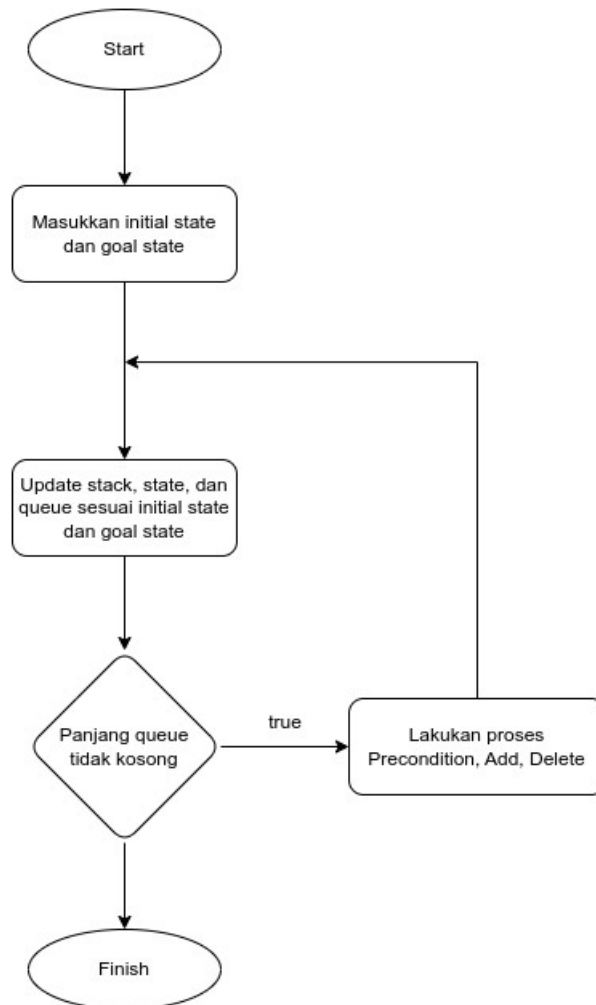 Start
Masukkan initial state
dan goal state
Update stack, state, dan
queue sesuai initial state
dan goal state
Panjang queue
tidak kosong
true
Lakukan proses
Precondition, Add, Delete
Finish